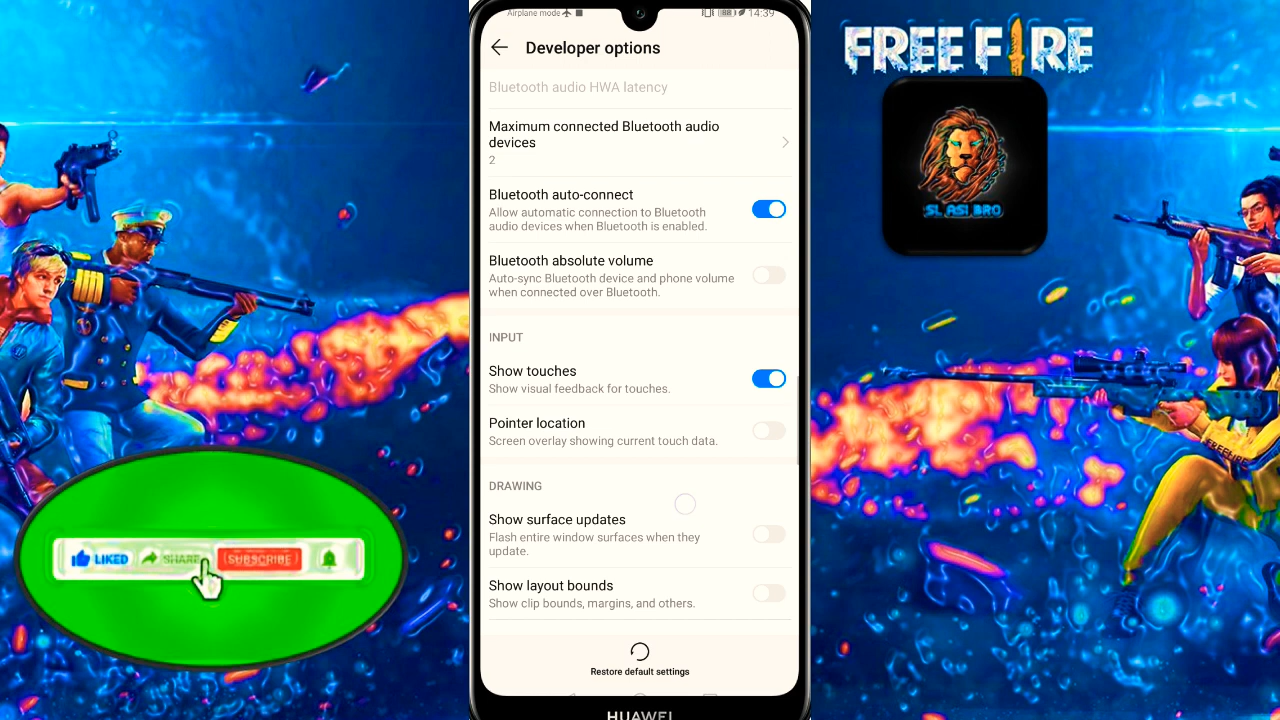 Airplane mode
14:39
Developer options
Bluetooth audio HWA latency
Maximum connected Bluetooth audio
devices
2
Bluetooth auto-connect
Allow automatic connection to Bluetooth
audio devices when Bluetooth is enabled.
Bluetooth absolute volume
Auto-sync Bluetooth device and phone volume
when connected over Bluetooth.
INPUT
Show touches
Show visual feedback for touches.
Pointer location
Screen overlay showing current touch data.
DRAWING
Show surface updates
Flash entire window surfaces when they
update.
Show layout bounds
Show clip bounds, margins, and others.
Restore default settings
HUAWEI
FREE FIRE
SL ASI BRO
FREEFIRE
LIKED
SHARE
SUBSCRIBE